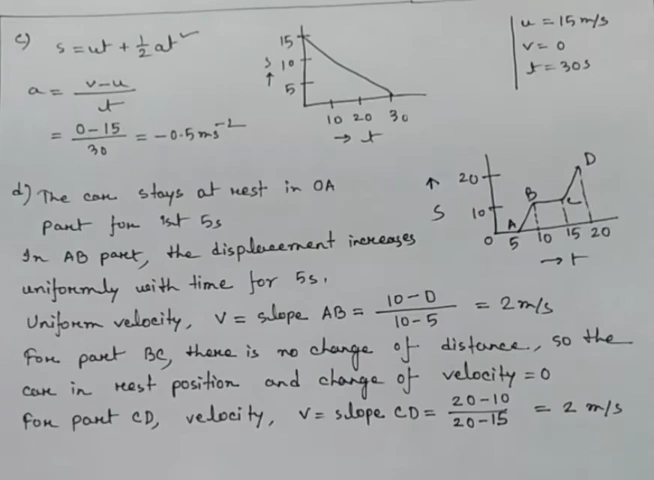 c) s = ut + ½at²
a = (v-u)/t
= (0-15)/30 = -0.5 ms⁻²
15
s 10
↑ 5
10 20 30
→ t
u = 15 m/s
v = 0
t = 30s
d) The car stays at rest in OA
part for 1st 5s
In AB part, the displacement increases
uniformly with time for 5s.
Uniform velocity, v = slope AB = (10-0)/(10-5) = 2 m/s
For part BC, there is no change of distance, so the
car in rest position and change of velocity = 0
For part CD, velocity, v = slope CD = (20-10)/(20-15) = 2 m/s
↑ 20 D
S 10 B C
0 A 5 10 15 20
→ t